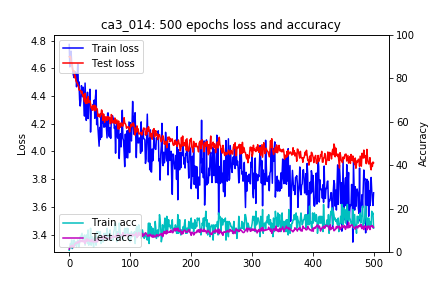 ca3_014: 500 epochs loss and accuracy
Train loss
Test loss
Train acc
Test acc
Loss
Accuracy
4.8
4.6
4.4
4.2
4.0
3.8
3.6
3.4
100
80
60
40
20
0
0 100 200 300 400 500